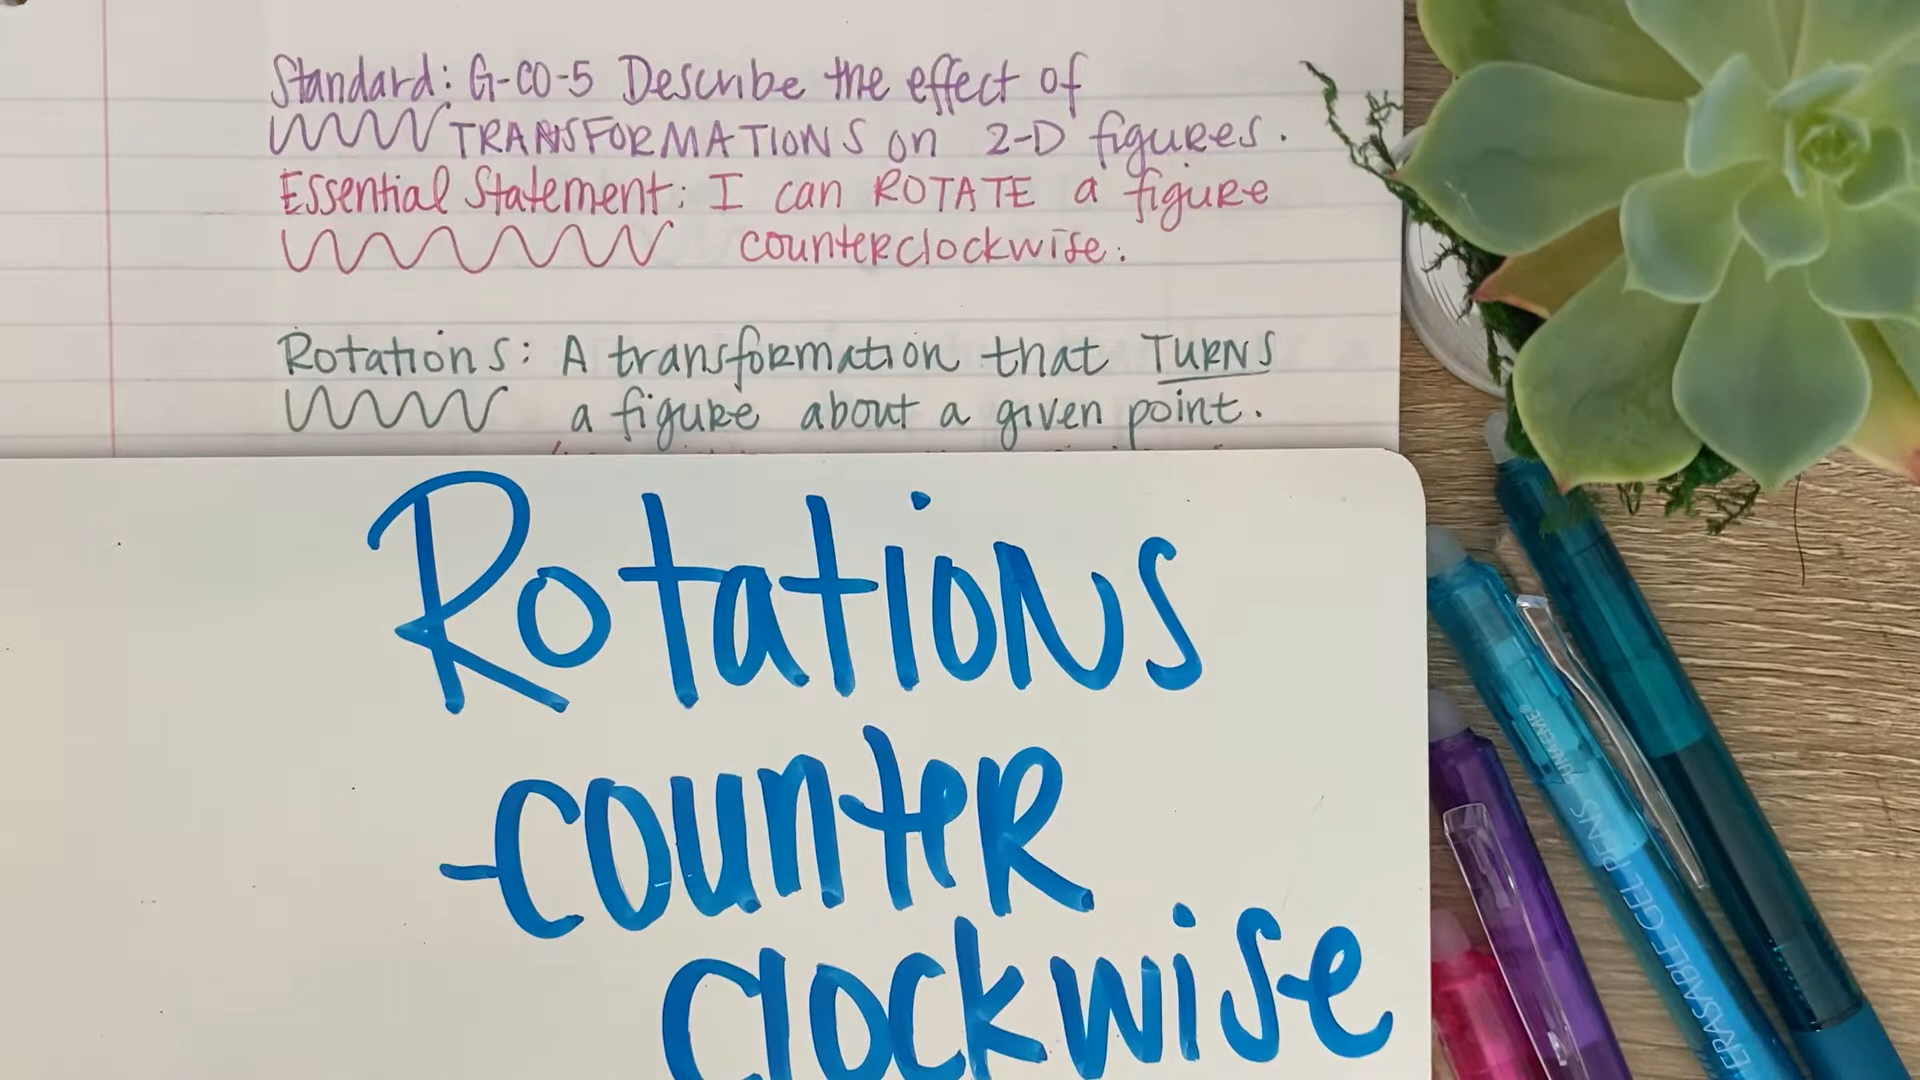 Standard: G-CO-5 Describe the effect of
TRANSFORMATIONS on 2-D figures.
Essential Statement: I can ROTATE a figure
counterclockwise.
Rotations: A transformation that TURNS
a figure about a given point.
Rotations
-counter
clockwise
ERASABLE GEL PENS